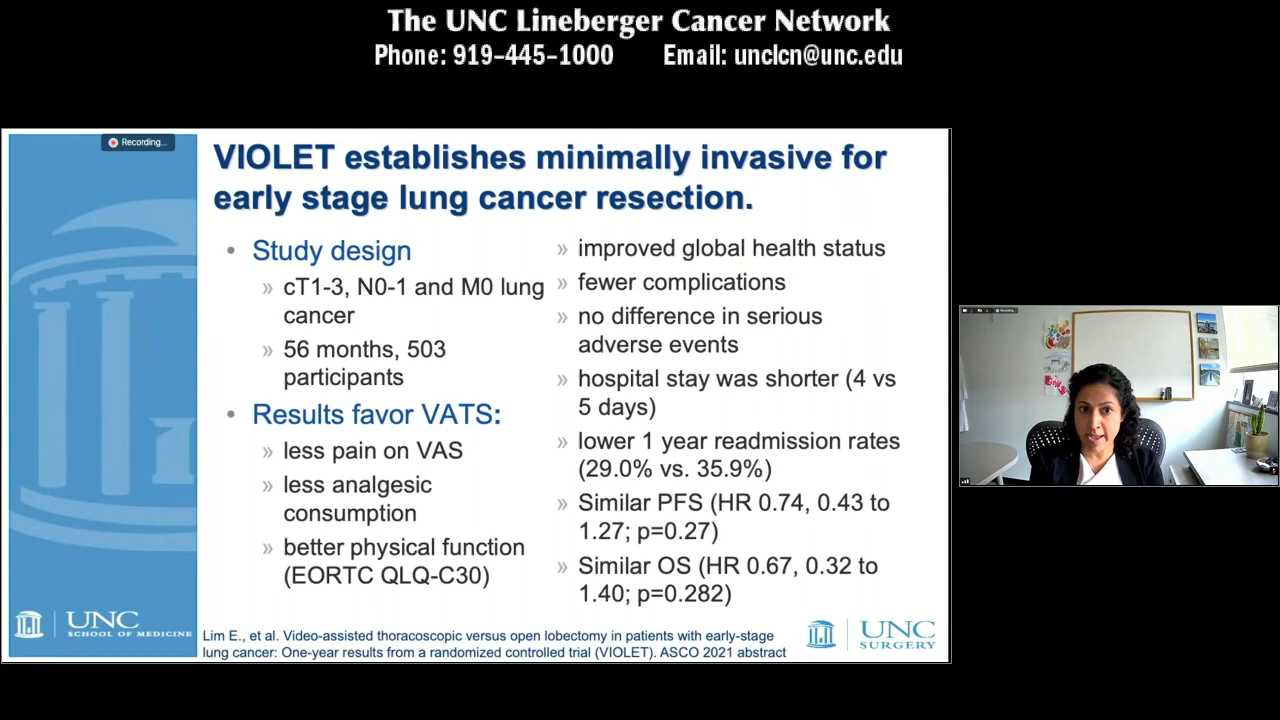 The UNC Lineberger Cancer Network
Phone: 919-445-1000 Email: unclcn@unc.edu
Recording...
VIOLET establishes minimally invasive for
early stage lung cancer resection.
• Study design
» cT1-3, N0-1 and M0 lung
cancer
» 56 months, 503
participants
• Results favor VATS:
» less pain on VAS
» less analgesic
consumption
» better physical function
(EORTC QLQ-C30)
» improved global health status
» fewer complications
» no difference in serious
adverse events
» hospital stay was shorter (4 vs
5 days)
» lower 1 year readmission rates
(29.0% vs. 35.9%)
» Similar PFS (HR 0.74, 0.43 to
1.27; p=0.27)
» Similar OS (HR 0.67, 0.32 to
1.40; p=0.282)
UNC
SCHOOL OF MEDICINE
Lim E., et al. Video-assisted thoracoscopic versus open lobectomy in patients with early-stage
lung cancer: One-year results from a randomized controlled trial (VIOLET). ASCO 2021 abstract
UNC
SURGERY